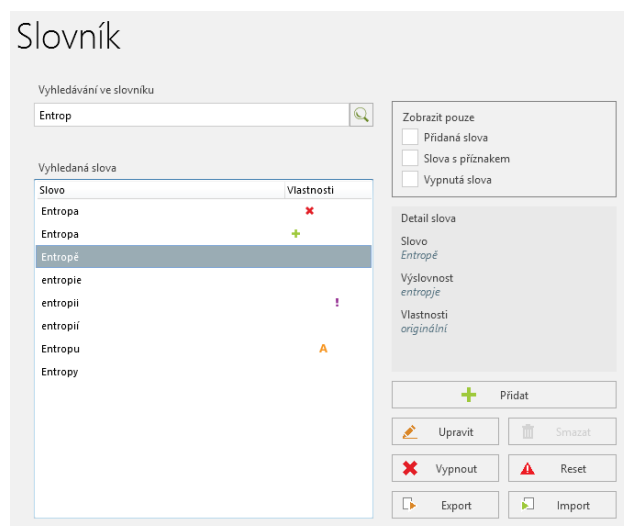 Slovník
Vyhledávání ve slovníku
Entrop
Vyhledaná slova
Slovo Vlastnosti
Entropa
Entropa
Entropě
entropie
entropii !
entropií
Entropu A
Entropy
Zobrazit pouze
Přidaná slova
Slova s příznakem
Vypnutá slova
Detail slova
Slovo
Entropě
Výslovnost
entropje
Vlastnosti
originální
Přidat
Upravit Smazat
Vypnout Reset
Export Import